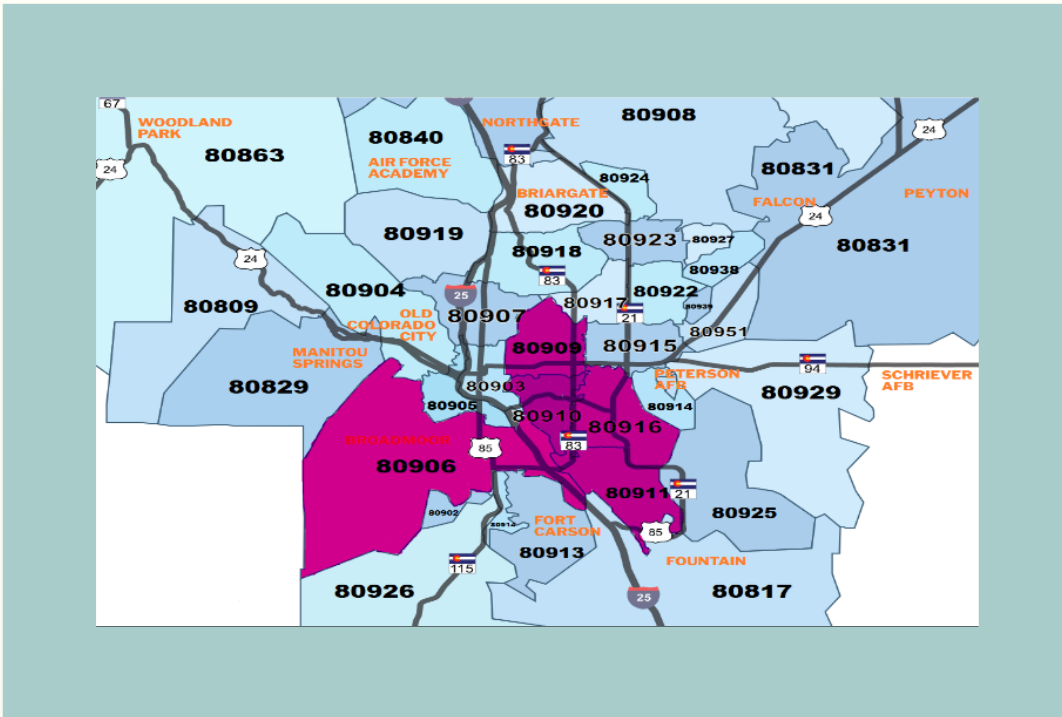 67
WOODLAND
PARK
80863
24
80840
AIR FORCE
ACADEMY
NORTHGATE
83
80908
24
80924
80831
PEYTON
BRIARGATE
80920
FALCON
24
80919
80918
80923
80927
80831
24
83
80938
80809
80904
25
80917
80922
80939
OLD
COLORADO
CITY
80907
21
80951
MANITOU
SPRINGS
80909
80915
94
80829
80903
PETERSON
AFB
80929
SCHRIEVER
AFB
80905
80910
80914
80916
BROADMOOR
80906
85
83
80911
21
80902
80925
FORT
CARSON
85
80913
FOUNTAIN
115
80926
25
80817